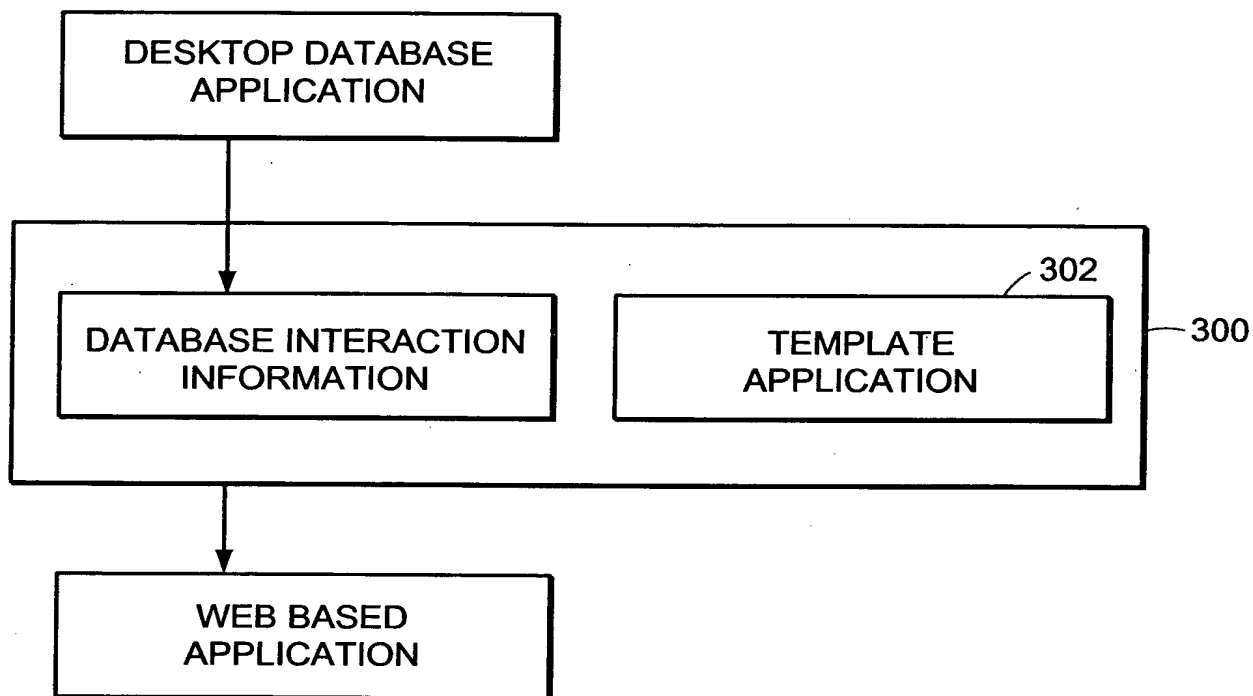 DESKTOP DATABASE
APPLICATION
302
DATABASE INTERACTION
INFORMATION
TEMPLATE
APPLICATION
300
WEB BASED
APPLICATION